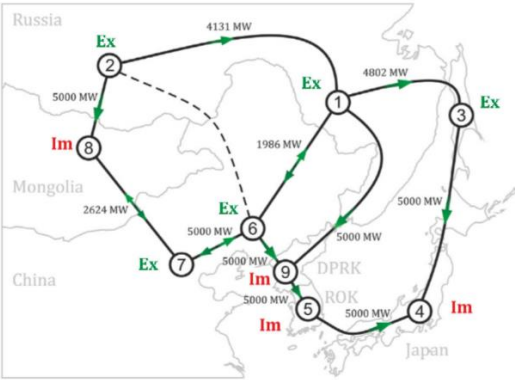 Russia
4131 MW
Ex
2
Ex
4802 MW
1
Ex
3
5000 MW
Im
8
1986 MW
Mongolia
2624 MW
Ex
6
5000 MW
5000 MW
5000 MW
Ex
7
5000 MW
Im
9
DPRK
China
5000 MW
ROK
5
Im
5000 MW
4
Im
Japan